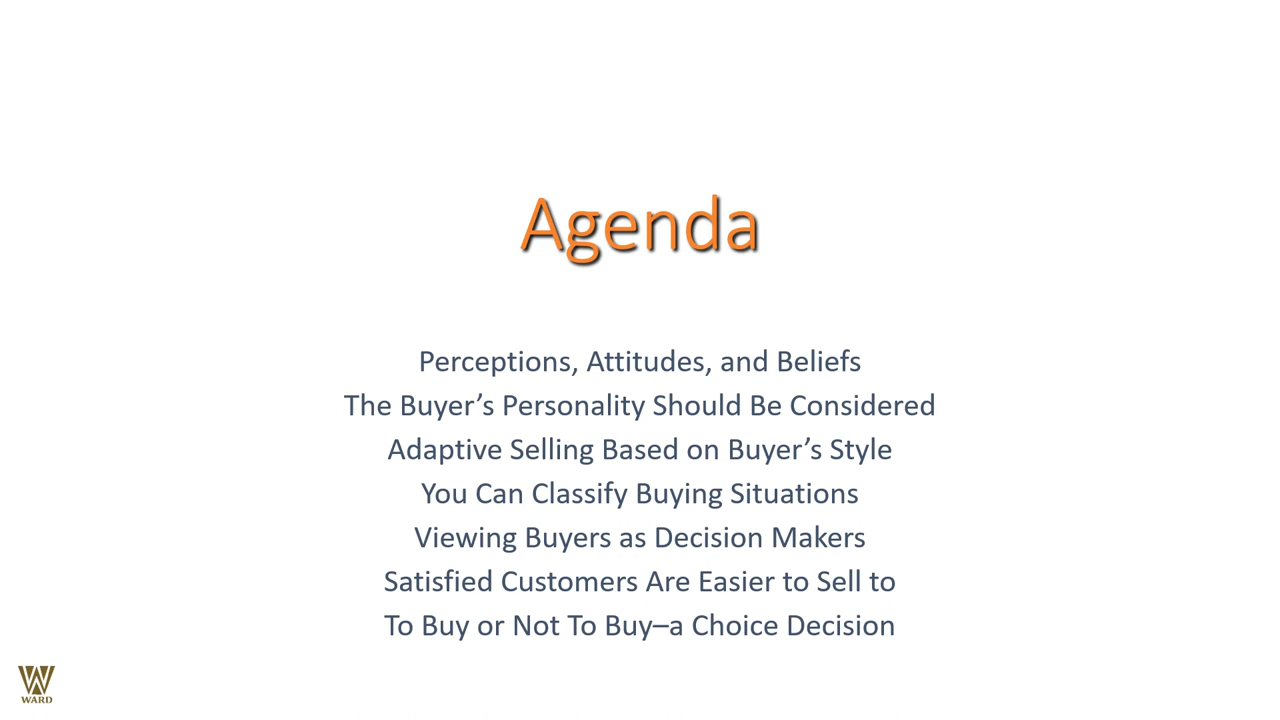 Agenda
Perceptions, Attitudes, and Beliefs
The Buyer’s Personality Should Be Considered
Adaptive Selling Based on Buyer’s Style
You Can Classify Buying Situations
Viewing Buyers as Decision Makers
Satisfied Customers Are Easier to Sell to
To Buy or Not To Buy–a Choice Decision
WARD